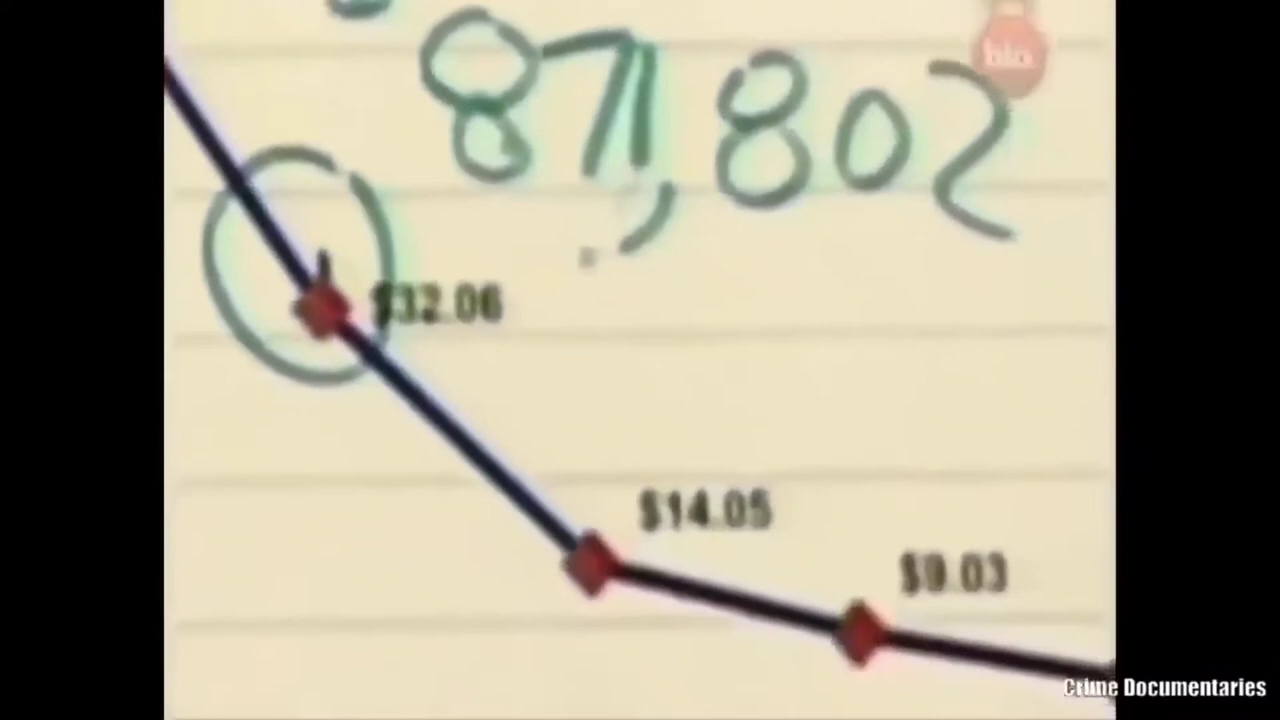 bio.
87,802
$32.06
$14.05
$9.03
Crime Documentaries